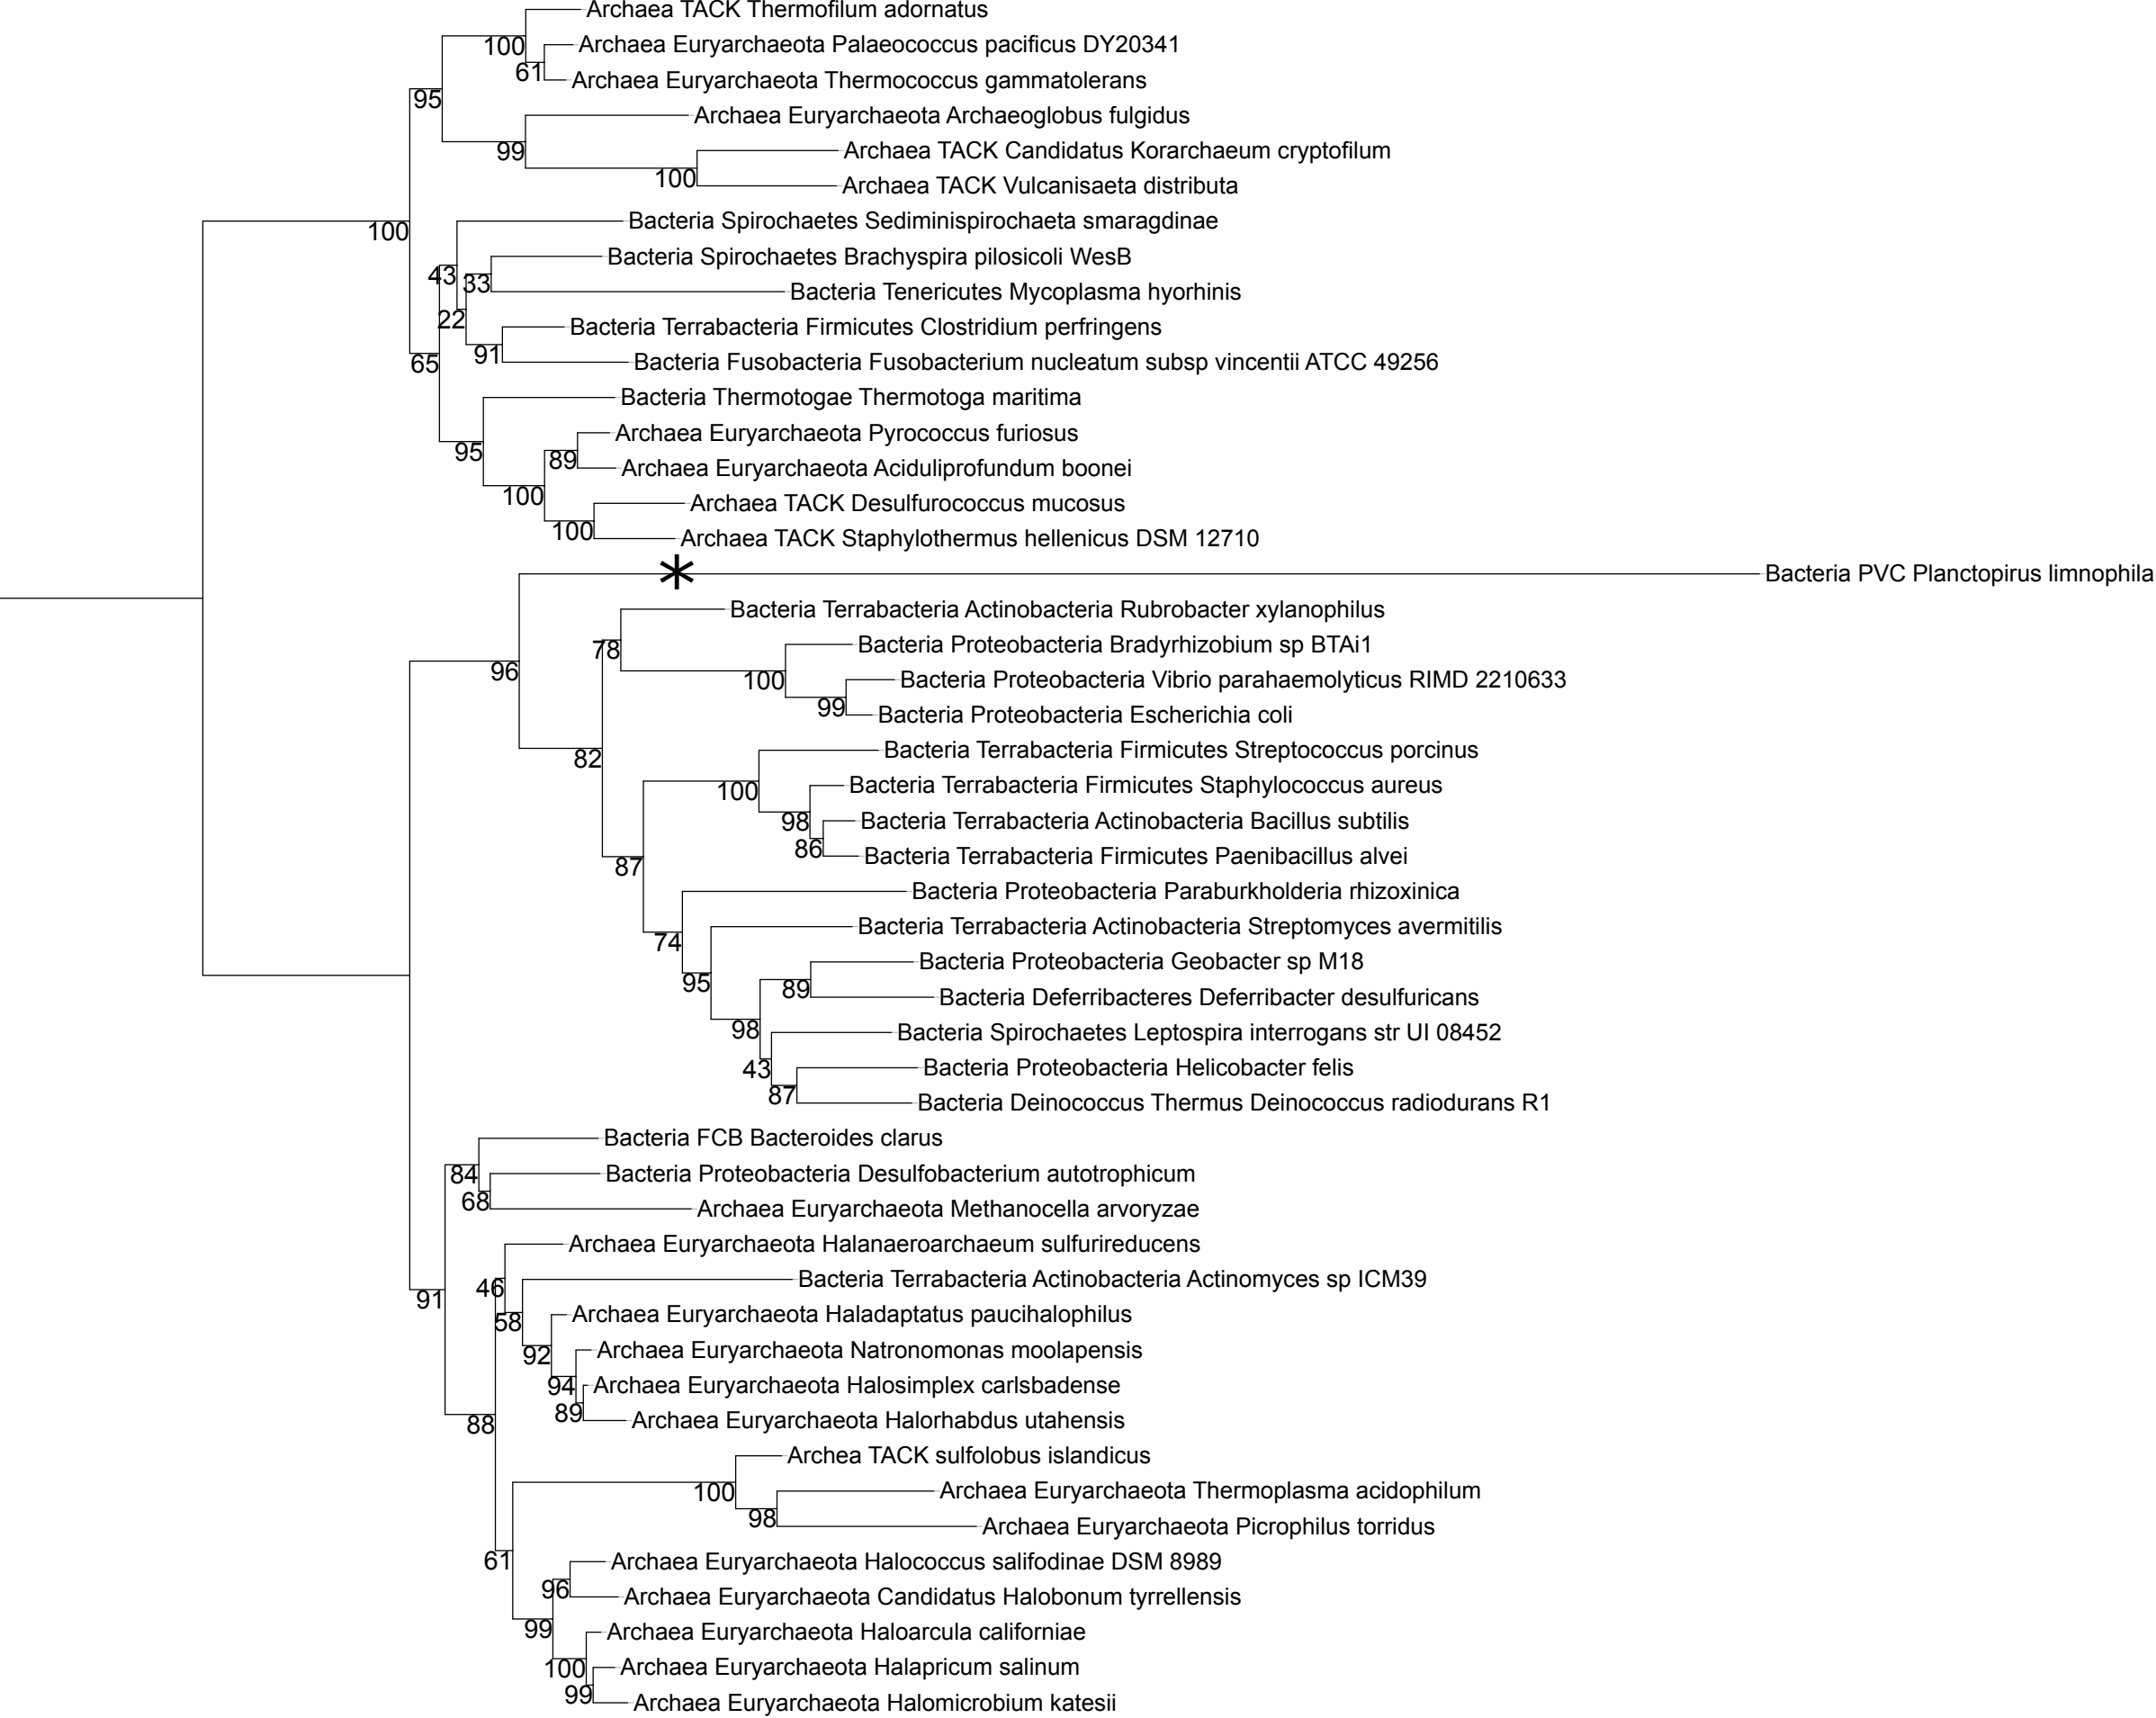 Archaea TACK Thermofilum adornatus
100
Archaea Euryarchaeota Palaeococcus pacificus DY20341
61
Archaea Euryarchaeota Thermococcus gammatolerans
95
Archaea Euryarchaeota Archaeoglobus fulgidus
99
Archaea TACK Candidatus Korarchaeum cryptofilum
100
Archaea TACK Vulcanisaeta distributa
Bacteria Spirochaetes Sediminispirochaeta smaragdinae
100
Bacteria Spirochaetes Brachyspira pilosicoli WesB
43
33
Bacteria Tenericutes Mycoplasma hyorhinis
22
Bacteria Terrabacteria Firmicutes Clostridium perfringens
91
65
Bacteria Fusobacteria Fusobacterium nucleatum subsp vincentii ATCC 49256
Bacteria Thermotogae Thermotoga maritima
Archaea Euryarchaeota Pyrococcus furiosus
95
89
Archaea Euryarchaeota Aciduliprofundum boonei
100
Archaea TACK Desulfurococcus mucosus
100
Archaea TACK Staphylothermus hellenicus DSM 12710
*
Bacteria PVC Planctopirus limnophila
Bacteria Terrabacteria Actinobacteria Rubrobacter xylanophilus
78
Bacteria Proteobacteria Bradyrhizobium sp BTAi1
96
100
Bacteria Proteobacteria Vibrio parahaemolyticus RIMD 2210633
99
Bacteria Proteobacteria Escherichia coli
82
Bacteria Terrabacteria Firmicutes Streptococcus porcinus
100
Bacteria Terrabacteria Firmicutes Staphylococcus aureus
98
Bacteria Terrabacteria Actinobacteria Bacillus subtilis
86
Bacteria Terrabacteria Firmicutes Paenibacillus alvei
87
Bacteria Proteobacteria Paraburkholderia rhizoxinica
Bacteria Terrabacteria Actinobacteria Streptomyces avermitilis
74
Bacteria Proteobacteria Geobacter sp M18
95
89
Bacteria Deferribacteres Deferribacter desulfuricans
98
Bacteria Spirochaetes Leptospira interrogans str UI 08452
43
Bacteria Proteobacteria Helicobacter felis
87
Bacteria Deinococcus Thermus Deinococcus radiodurans R1
Bacteria FCB Bacteroides clarus
84
Bacteria Proteobacteria Desulfobacterium autotrophicum
68
Archaea Euryarchaeota Methanocella arvoryzae
Archaea Euryarchaeota Halanaeroarchaeum sulfurireducens
46
Bacteria Terrabacteria Actinobacteria Actinomyces sp ICM39
91
58
Archaea Euryarchaeota Haladaptatus paucihalophilus
92
Archaea Euryarchaeota Natronomonas moolapensis
94
Archaea Euryarchaeota Halosimplex carlsbadense
89
88
Archaea Euryarchaeota Halorhabdus utahensis
Archea TACK sulfolobus islandicus
100
Archaea Euryarchaeota Thermoplasma acidophilum
98
Archaea Euryarchaeota Picrophilus torridus
61
Archaea Euryarchaeota Halococcus salifodinae DSM 8989
96
Archaea Euryarchaeota Candidatus Halobonum tyrrellensis
99
Archaea Euryarchaeota Haloarcula californiae
100
Archaea Euryarchaeota Halapricum salinum
99
Archaea Euryarchaeota Halomicrobium katesii